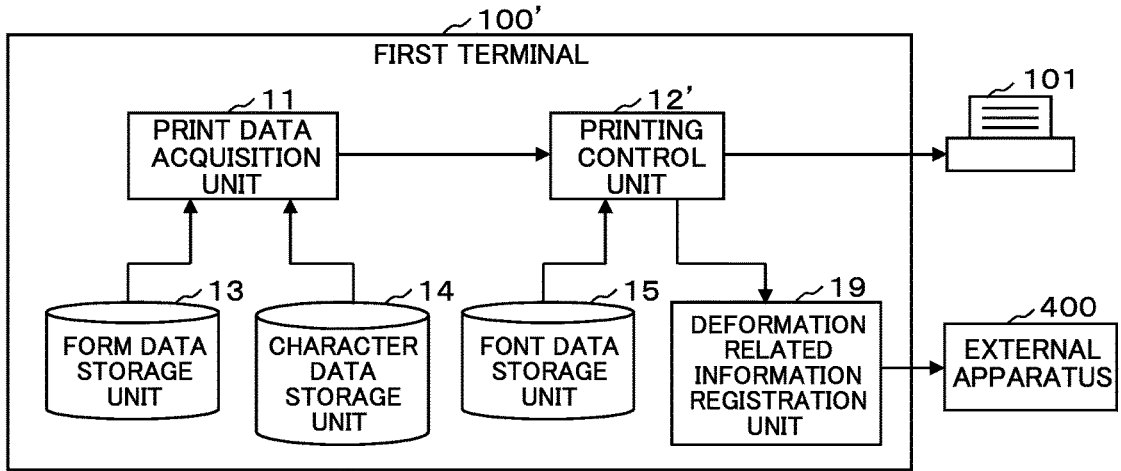 100'
FIRST TERMINAL
11
PRINT DATA
ACQUISITION
UNIT
12'
PRINTING
CONTROL
UNIT
101
13
FORM DATA
STORAGE
UNIT
14
CHARACTER
DATA
STORAGE
UNIT
15
FONT DATA
STORAGE
UNIT
19
DEFORMATION
RELATED
INFORMATION
REGISTRATION
UNIT
400
EXTERNAL
APPARATUS